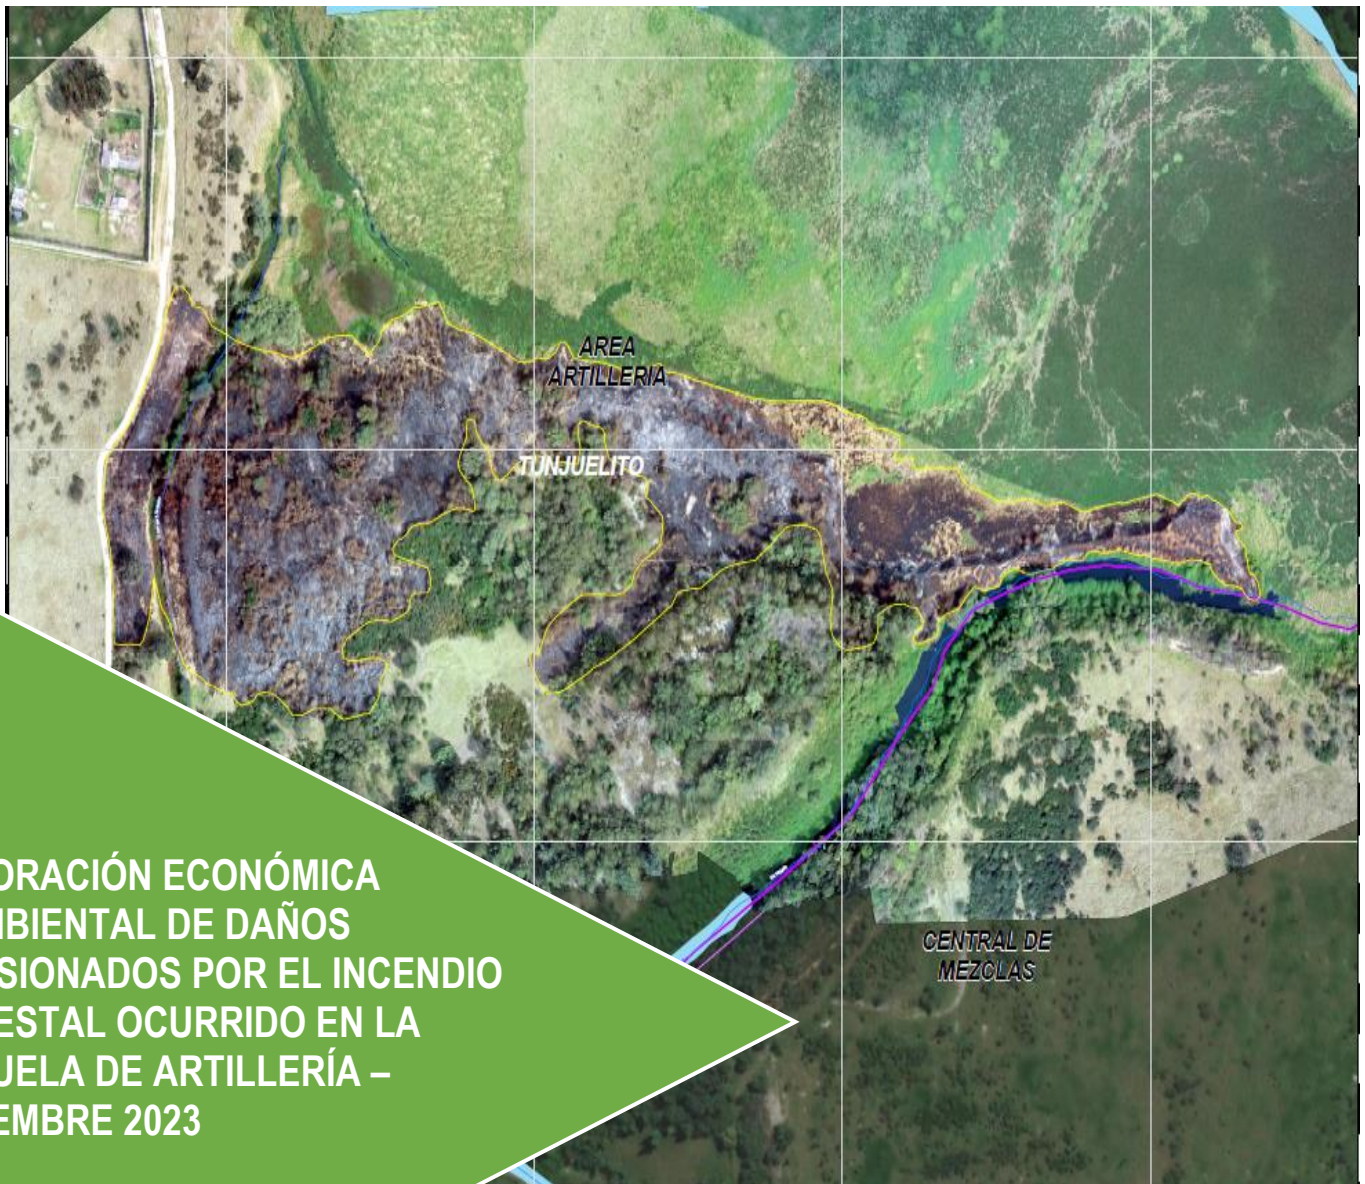 AREA
ARTILLERIA
TUNJUELITO
ORACIÓN ECONÓMICA
MBIENTAL DE DAÑOS
SIONADOS POR EL INCENDIO
ESTAL OCURRIDO EN LA
UELA DE ARTILLERÍA –
EMBRE 2023
CENTRAL DE
MEZCLAS